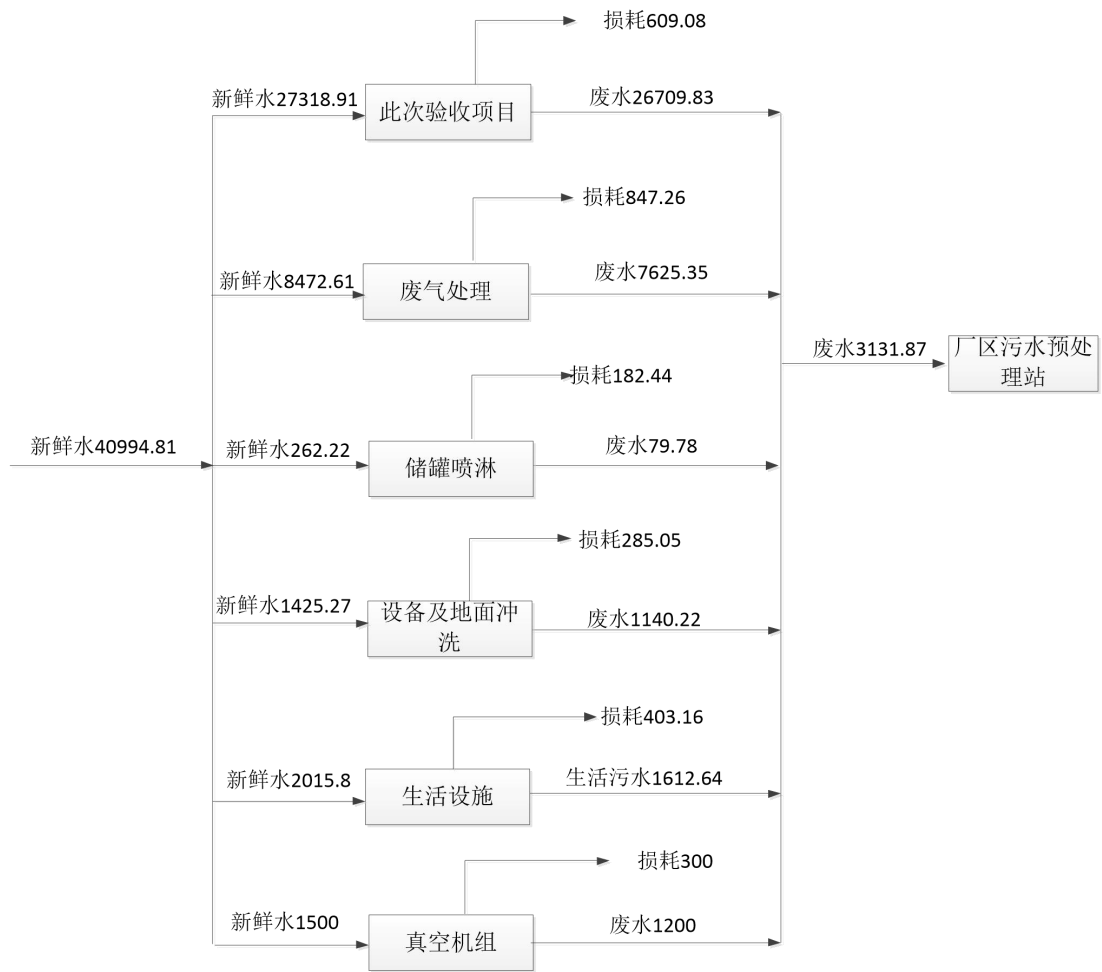 损耗609.08
新鲜水27318.91
此次验收项目
废水26709.83
损耗847.26
新鲜水8472.61
废气处理
废水7625.35
废水3131.87
厂区污水预处
理站
损耗182.44
新鲜水40994.81
新鲜水262.22
储罐喷淋
废水79.78
损耗285.05
新鲜水1425.27
设备及地面冲
洗
废水1140.22
损耗403.16
新鲜水2015.8
生活设施
生活污水1612.64
损耗300
新鲜水1500
真空机组
废水1200